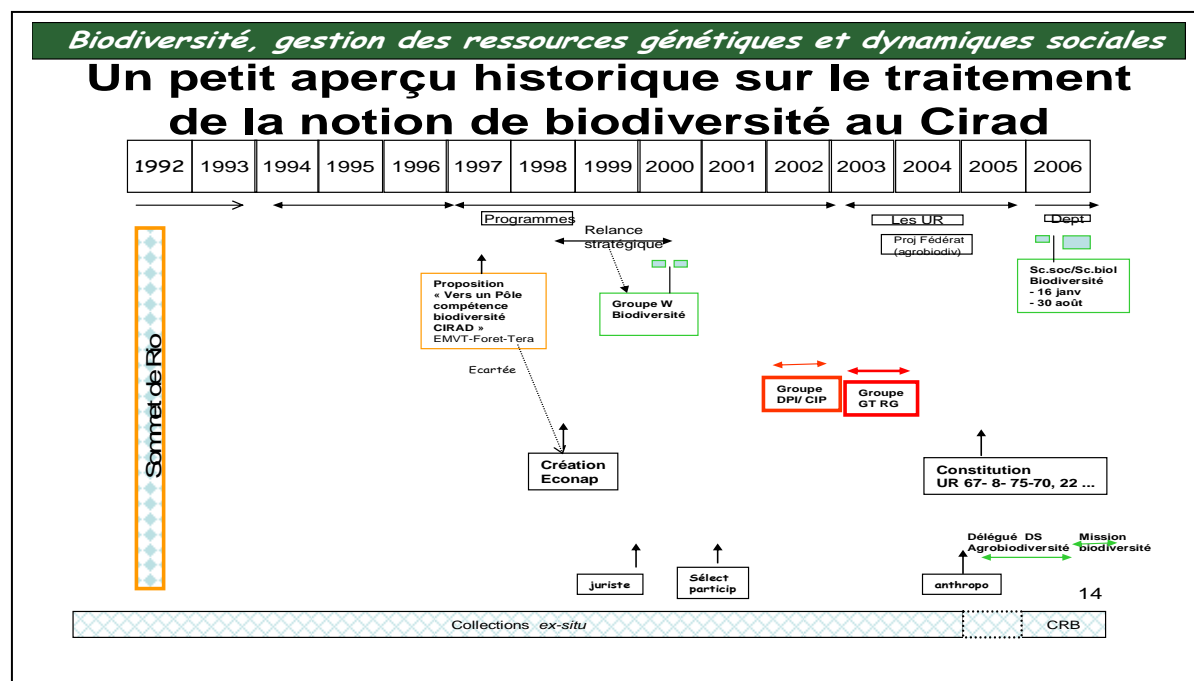 Biodiversité, gestion des ressources génétiques et dynamiques sociales
Un petit aperçu historique sur le traitement
de la notion de biodiversité au Cirad
1992 1993 1994 1995 1996 1997 1998 1999 2000 2001 2002 2003 2004 2005 2006
Programmes
Les UR
Dept
Relance
stratégique
Proj Fédérat
(agrobiodiv)
Sommet de Rio
Proposition
« Vers un Pôle
compétence
biodiversité
CIRAD »
EMVT-Foret-Tera
Groupe W
Biodiversité
Sc.soc/Sc.biol
Biodiversité
- 16 janv
- 30 août
Ecartée
Groupe
DPI/ CIP
Groupe
GT RG
Création
Econap
Constitution
UR 67- 8- 75-70, 22 ...
Délégué DS
Agrobiodiversité
Mission
biodiversité
juriste
Sélect
particip
anthropo
14
Collections ex-situ
CRB